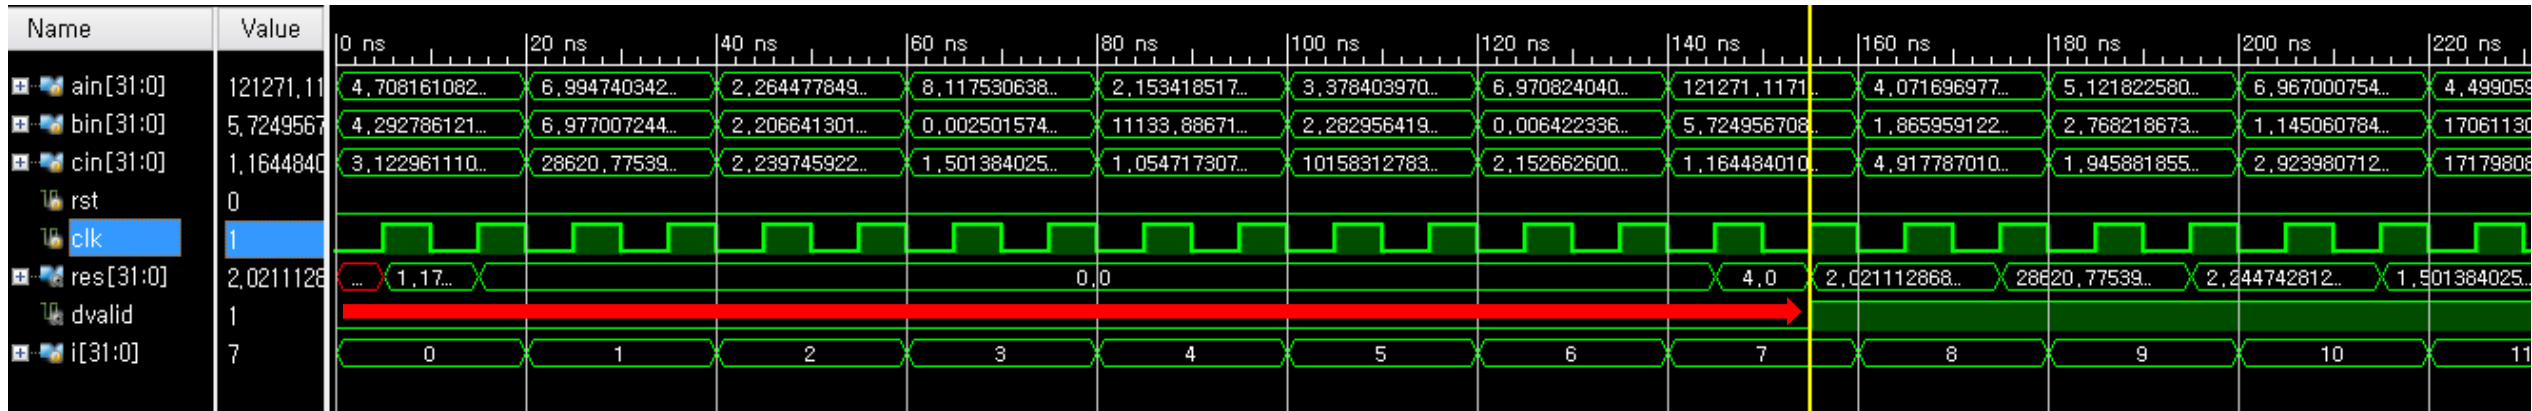 Name Value 0 ns 20 ns 40 ns 60 ns 80 ns 100 ns 120 ns 140 ns 160 ns 180 ns 200 ns 220 ns
ain[31:0] 121271,11 4,708161082... 6,994740342... 2,264477849... 8,117530638... 2,153418517... 3,378403970... 6,970824040... 121271,1171... 4,071696977... 5,121822580... 6,967000754... 4,499059
bin[31:0] 5,7249567 4,292786121... 6,977007244... 2,206641301... 0,002501574... 11133,88671... 2,282956419... 0,006422336... 5,724956708... 1,865959122... 2,768218673... 1,145060784... 17061130
cin[31:0] 1,1644840 3,122961110... 28620,77539... 2,239745922... 1,501384025... 1,054717307... 10158312783... 2,152662600... 1,164484010... 4,917787010... 1,945881855... 2,923980712... 17179808
rst 0
clk 1
res[31:0] 2,0211128 ... 1,17... 0,0 4,0 2,021112868... 28620,77539... 2,244742812... 1,501384025...
dvalid 1
i[31:0] 7 0 1 2 3 4 5 6 7 8 9 10 11